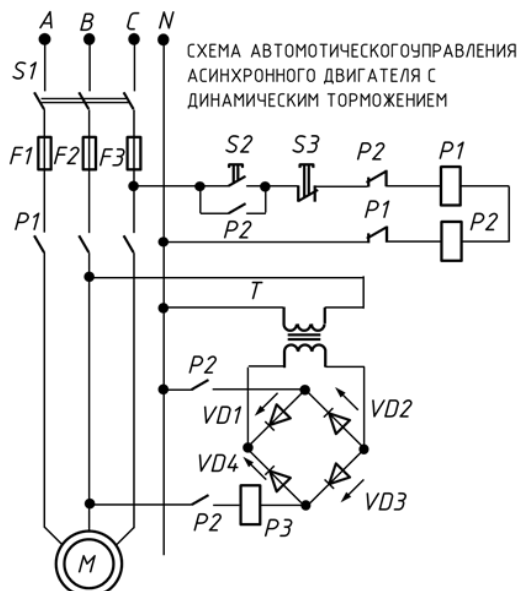 A B C N
СХЕМА АВТОМОТИЧЕСКОГОУПРАВЛЕНИЯ
АСИНХРОННОГО ДВИГАТЕЛЯ С
ДИНАМИЧЕСКИМ ТОРМОЖЕНИЕМ
S1
F1 F2 F3
S2 S3 P2 P1
P2
P1 P1 P2
T
P2
VD1 VD2
VD4 VD3
P2 P3
M